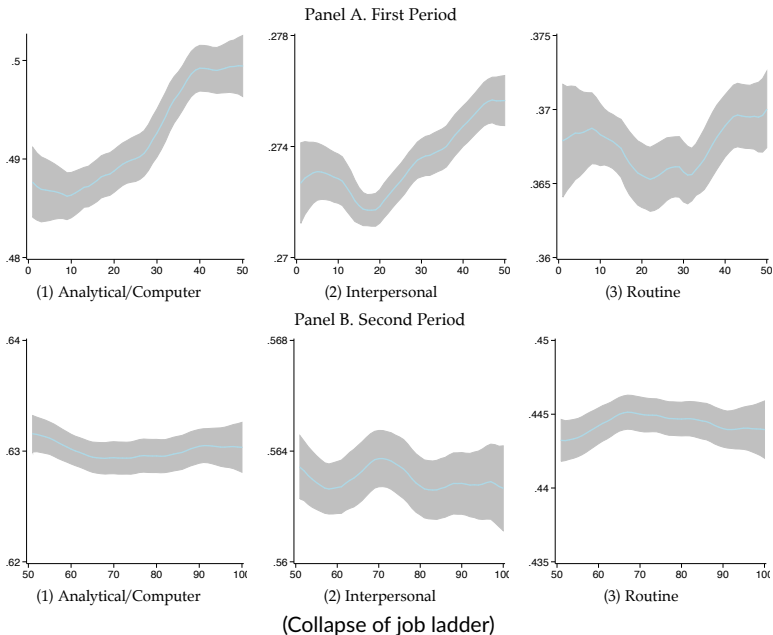 Panel A. First Period
.5
.49
.48
0 10 20 30 40 50
(1) Analytical/Computer
.278
.274
.27
0 10 20 30 40 50
(2) Interpersonal
.375
.37
.365
.36
0 10 20 30 40 50
(3) Routine
Panel B. Second Period
.64
.63
.62
50 60 70 80 90 10
(1) Analytical/Computer
.568
.564
.56
50 60 70 80 90 100
(2) Interpersonal
.45
.445
.44
.435
50 60 70 80 90 100
(3) Routine
(Collapse of job ladder)